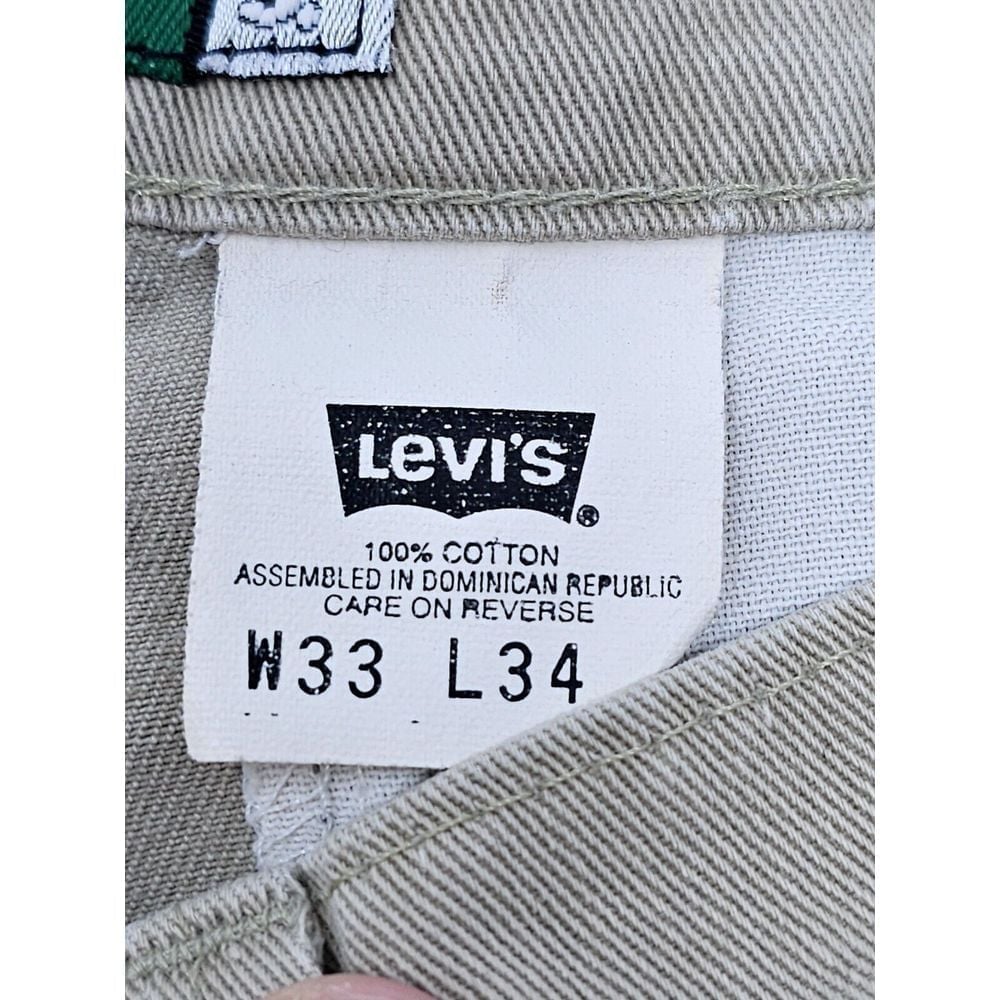 Levi's ®
100% COTTON
ASSEMBLED IN DOMINICAN REPUBLIC
CARE ON REVERSE
W33 L34